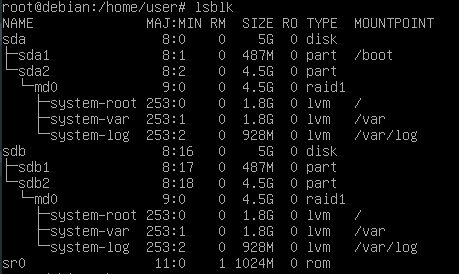 root@debian:/home/user# lsblk
NAME                MAJ:MIN RM  SIZE RO TYPE  MOUNTPOINT
sda                   8:0    0    5G  0 disk
├─sda1                8:1    0  487M  0 part  /boot
└─sda2                8:2    0  4.5G  0 part
  └─md0               9:0    0  4.5G  0 raid1
    ├─system-root   253:0    0  1.8G  0 lvm   /
    ├─system-var    253:1    0  1.8G  0 lvm   /var
    └─system-log    253:2    0  928M  0 lvm   /var/log
sdb                   8:16   0    5G  0 disk
├─sdb1                8:17   0  487M  0 part
└─sdb2                8:18   0  4.5G  0 part
  └─md0               9:0    0  4.5G  0 raid1
    ├─system-root   253:0    0  1.8G  0 lvm   /
    ├─system-var    253:1    0  1.8G  0 lvm   /var
    └─system-log    253:2    0  928M  0 lvm   /var/log
sr0                  11:0    1 1024M  0 rom